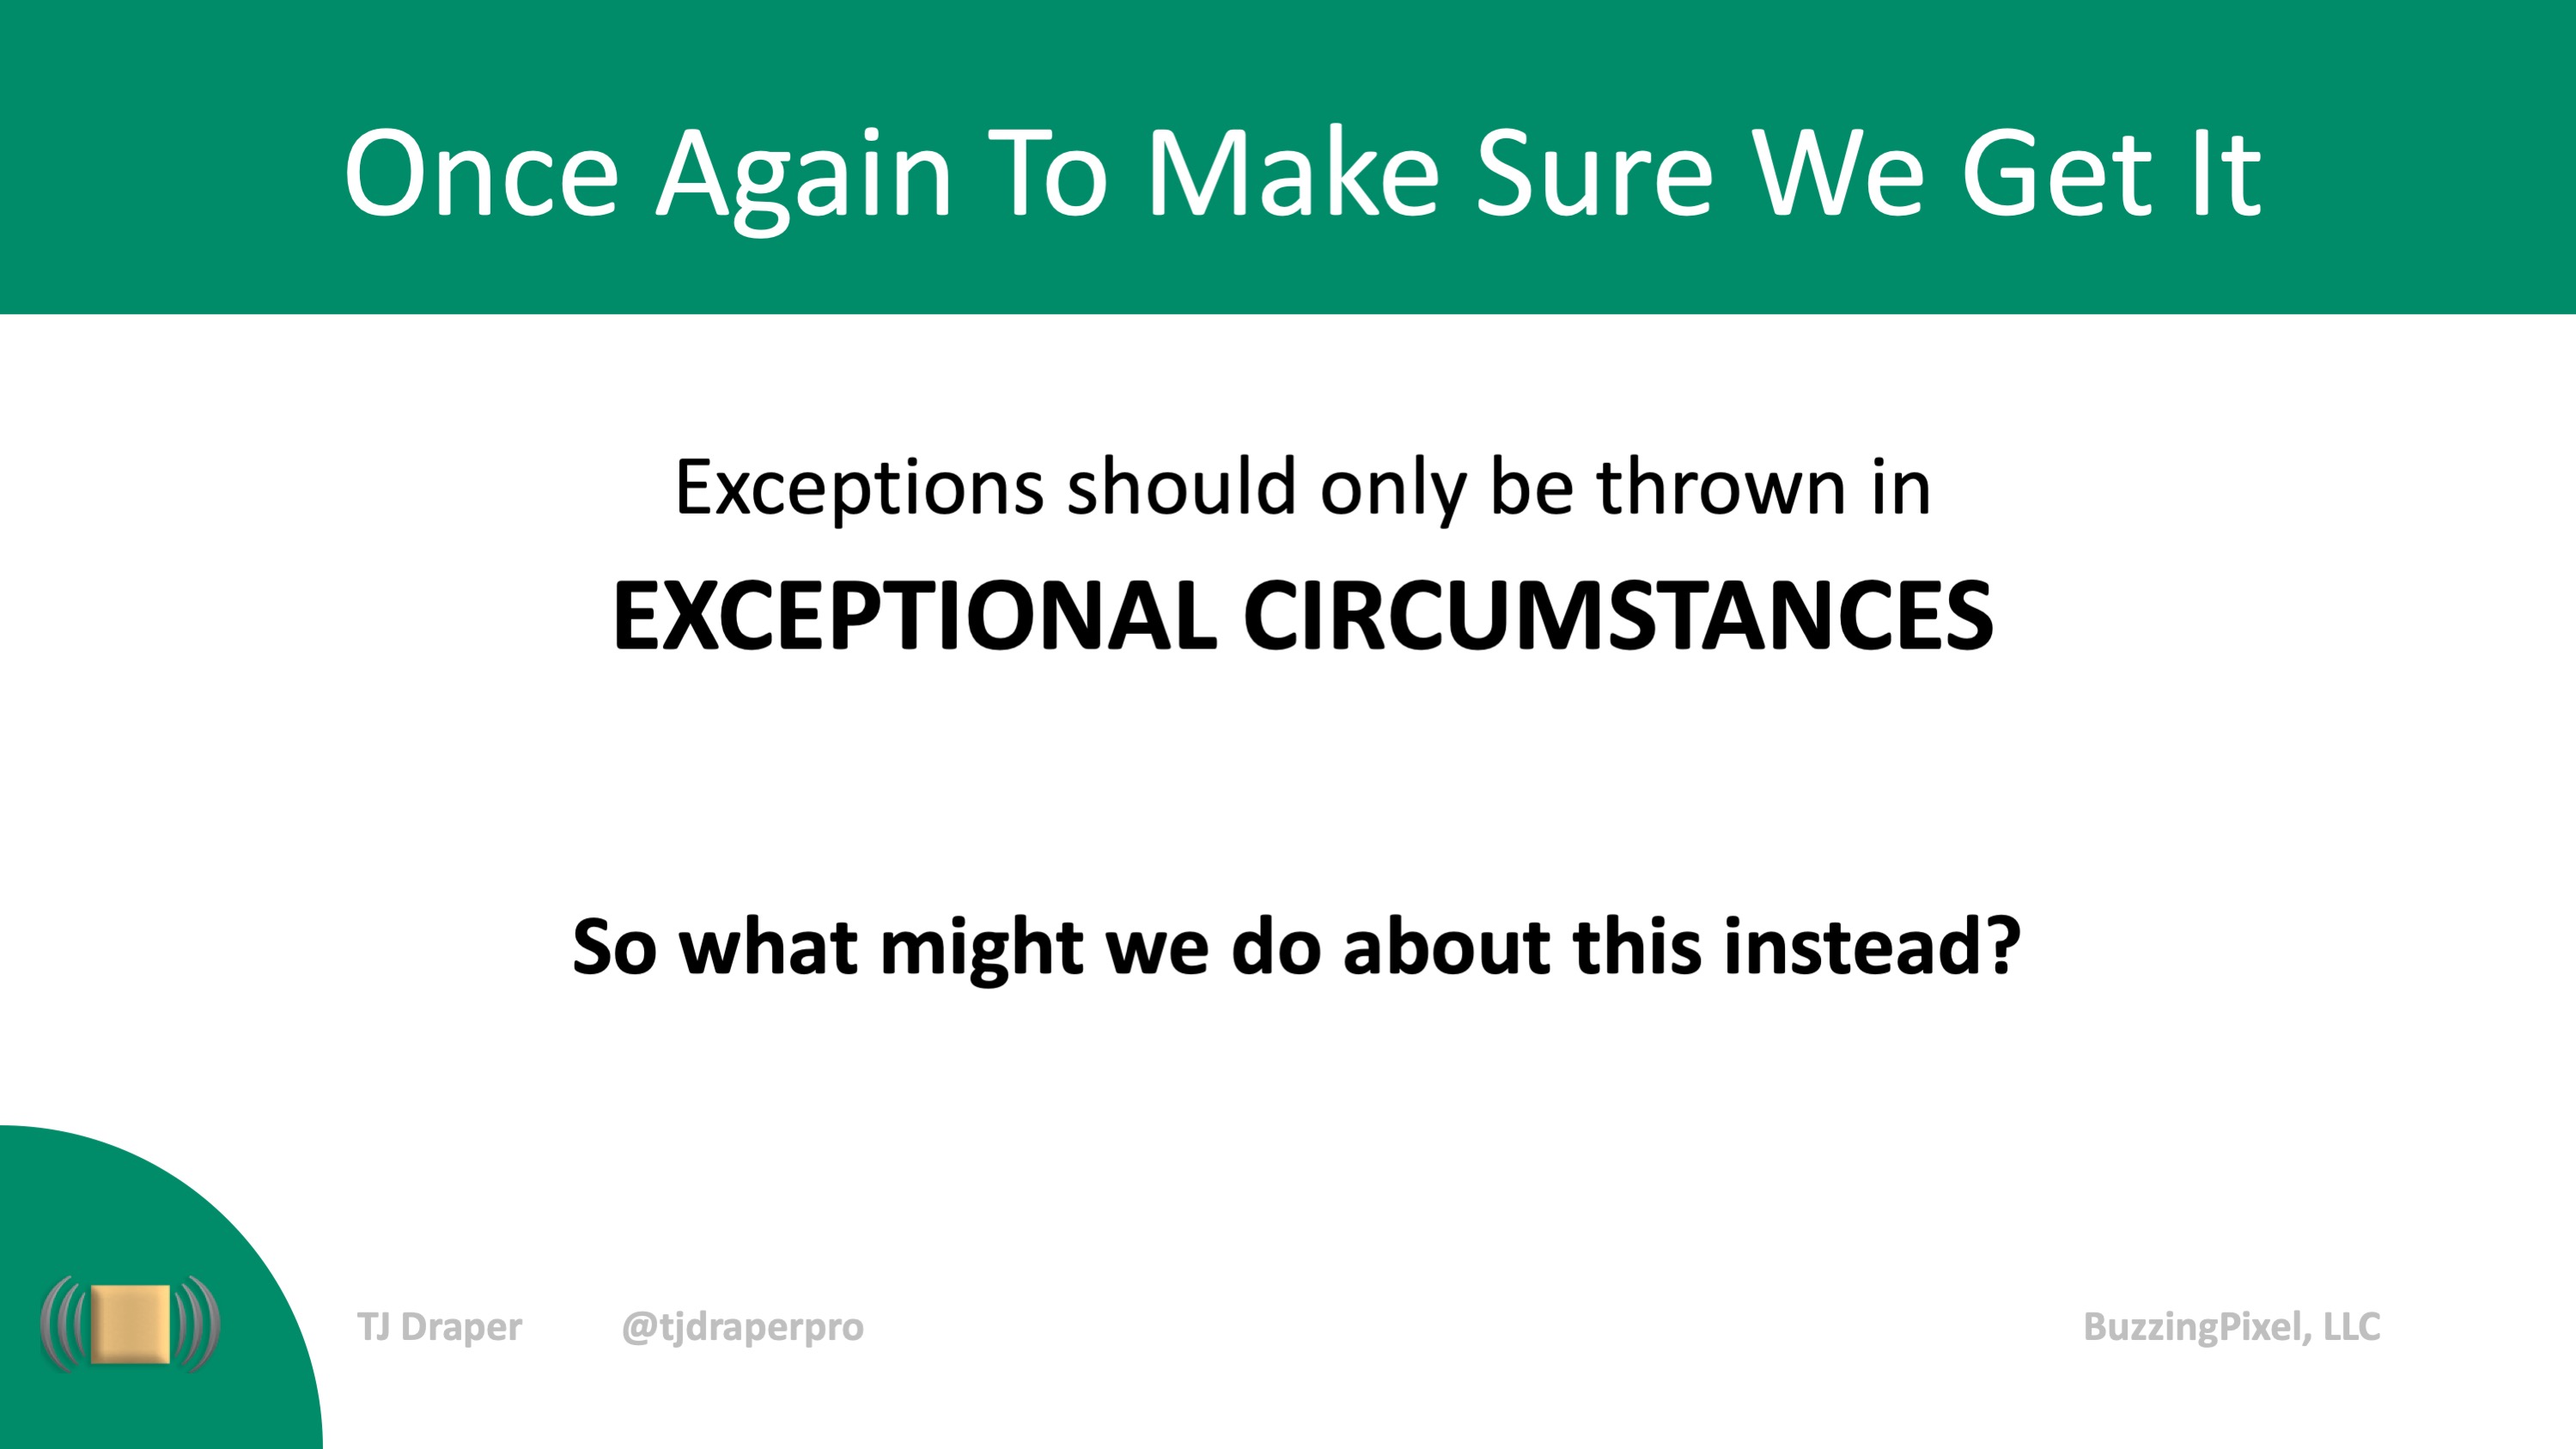 Once Again To Make Sure We Get It
Exceptions should only be thrown in
EXCEPTIONAL CIRCUMSTANCES
So what might we do about this instead?
TJ Draper @tjdraperpro BuzzingPixel, LLC